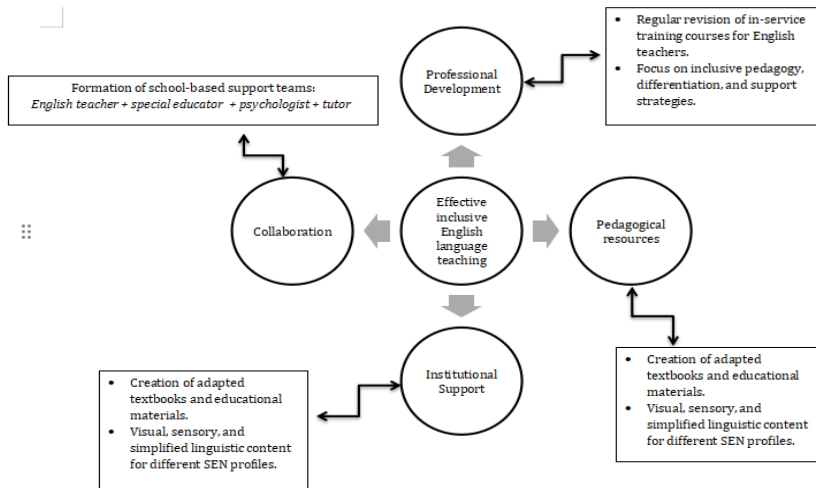 • Regular revision of in-service
training courses for English
teachers.
• Focus on inclusive pedagogy,
differentiation, and support
strategies.
Professional
Development
Formation of school-based support teams:
English teacher + special educator + psychologist + tutor
Collaboration
Effective
inclusive
English
language
teaching
Pedagogical
resources
Institutional
Support
• Creation of adapted
textbooks and educational
materials.
• Visual, sensory, and
simplified linguistic content
for different SEN profiles.
• Creation of adapted
textbooks and educational
materials.
• Visual, sensory, and
simplified linguistic content
for different SEN profiles.